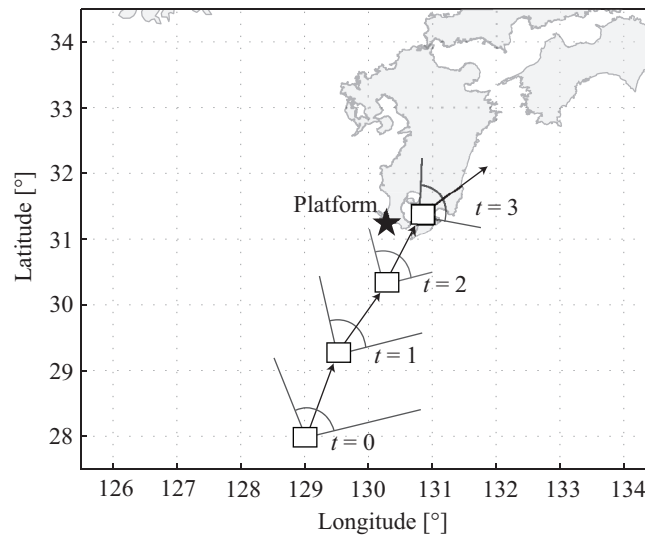 34
33
32
31
30
29
28
Latitude [°]
Platform
t = 3
t = 2
t = 1
t = 0
126 127 128 129 130 131 132 133 134
Longitude [°]